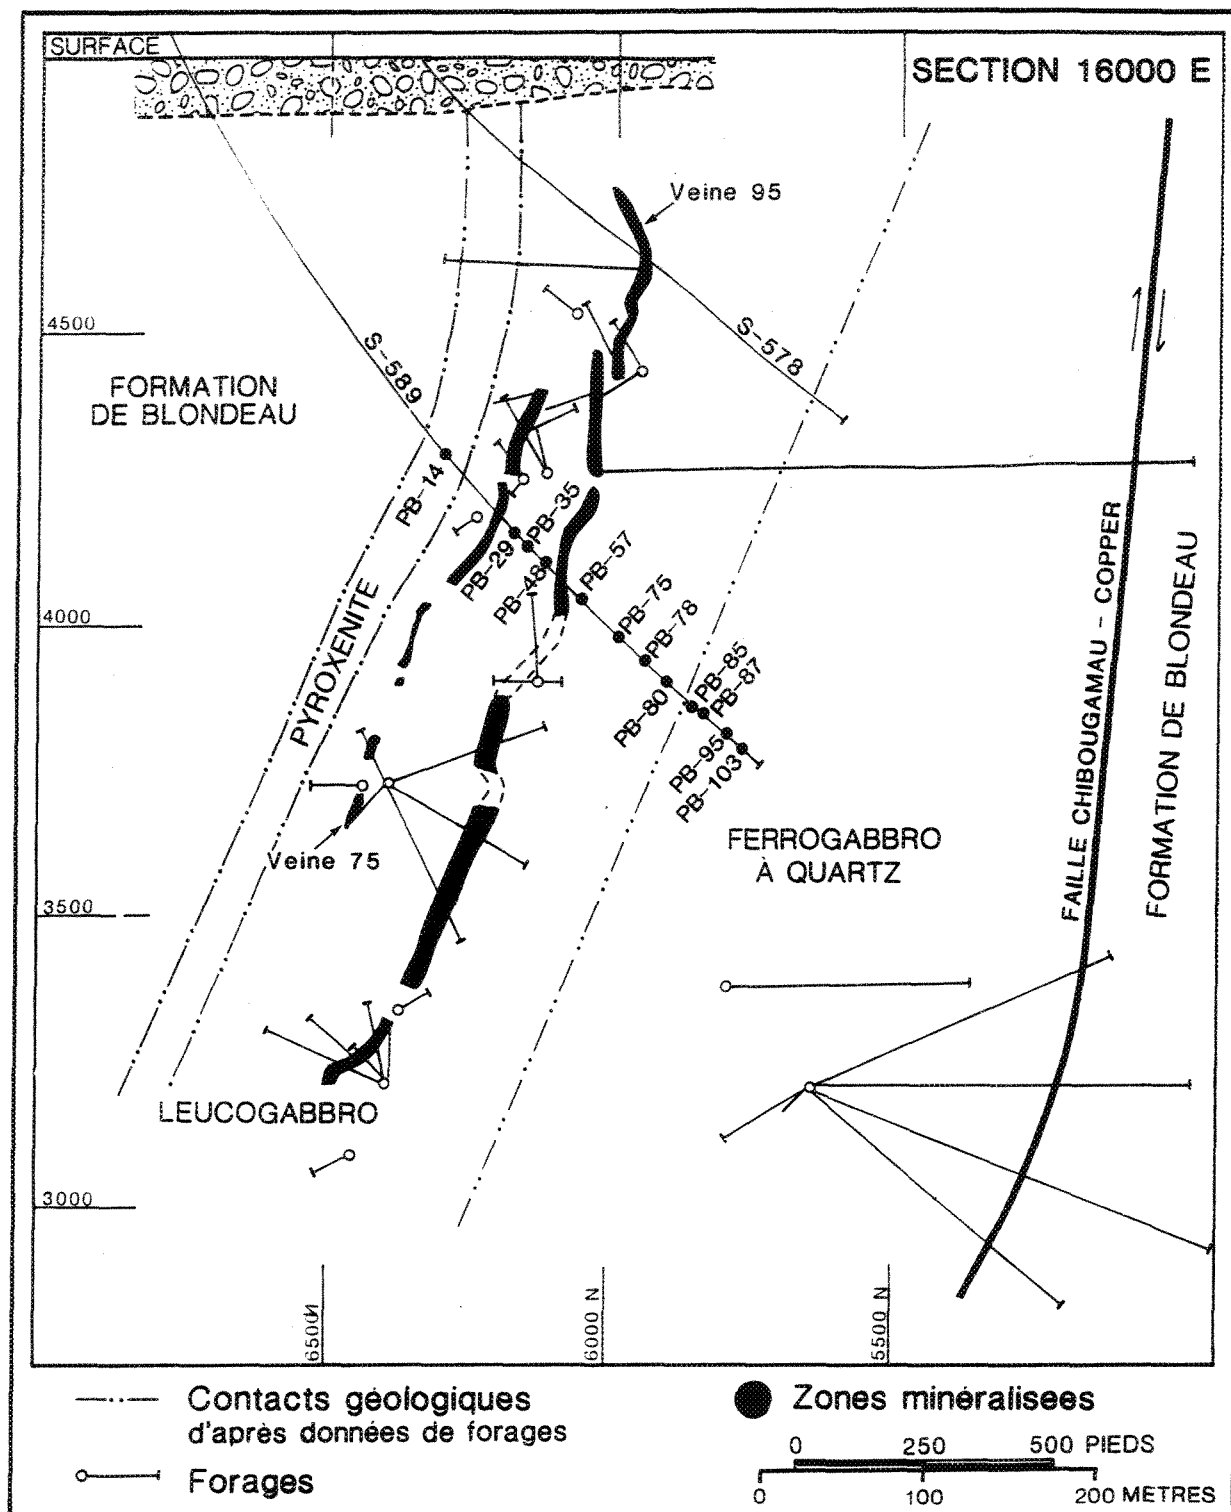 SURFACE
SECTION 16000 E
Veine 95
4500
S-589
S-578
FORMATION
DE BLONDEAU
PB-14
PB-29
PB-35
PB-48
PB-57
PB-75
PB-78
PB-80
PB-85
PB-87
PB-95
PB-103
4000
PYROXENITE
FAILLE CHIBOUGAMAU - COPPER
FORMATION DE BLONDEAU
Veine 75
FERROGABBRO
À QUARTZ
3500
LEUCOGABBRO
3000
6500N
6000 N
5500 N
Contacts géologiques
d'après données de forages
Forages
Zones minéralisees
0 250 500 PIEDS
0 100 200 METRES